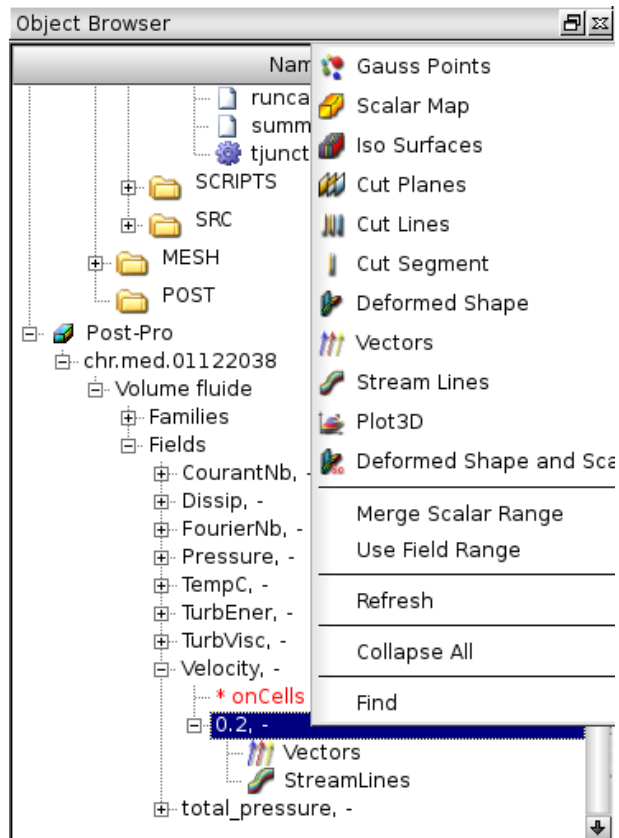 Object Browser
Nam
runca
summ
tjunct
SCRIPTS
SRC
MESH
POST
Post-Pro
chr.med.01122038
Volume fluide
Families
Fields
CourantNb, -
Dissip, -
FourierNb, -
Pressure, -
TempC, -
TurbEner, -
TurbVisc, -
Velocity, -
* onCells
0.2, -
Vectors
StreamLines
total_pressure, -
Gauss Points
Scalar Map
Iso Surfaces
Cut Planes
Cut Lines
Cut Segment
Deformed Shape
Vectors
Stream Lines
Plot3D
Deformed Shape and Sca
Merge Scalar Range
Use Field Range
Refresh
Collapse All
Find